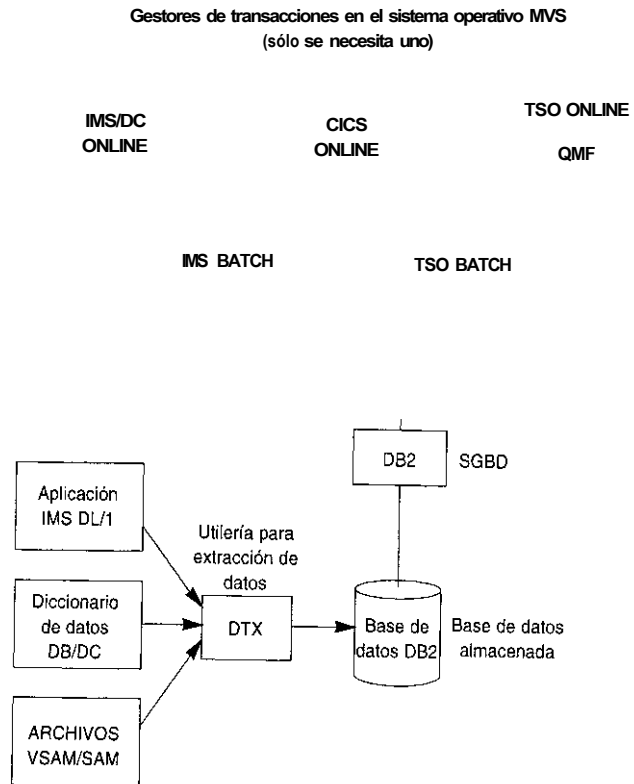 Gestores de transacciones en el sistema operativo MVS
(sólo se necesita uno)
IMS/DC
ONLINE
CICS
ONLINE
TSO ONLINE
QMF
IMS BATCH
TSO BATCH
DB2
SGBD
Aplicación
IMS DL/1
Utilería para
extracción de
datos
Diccionario
de datos
DB/DC
DTX
Base de
datos DB2
Base de datos
almacenada
ARCHIVOS
VSAM/SAM